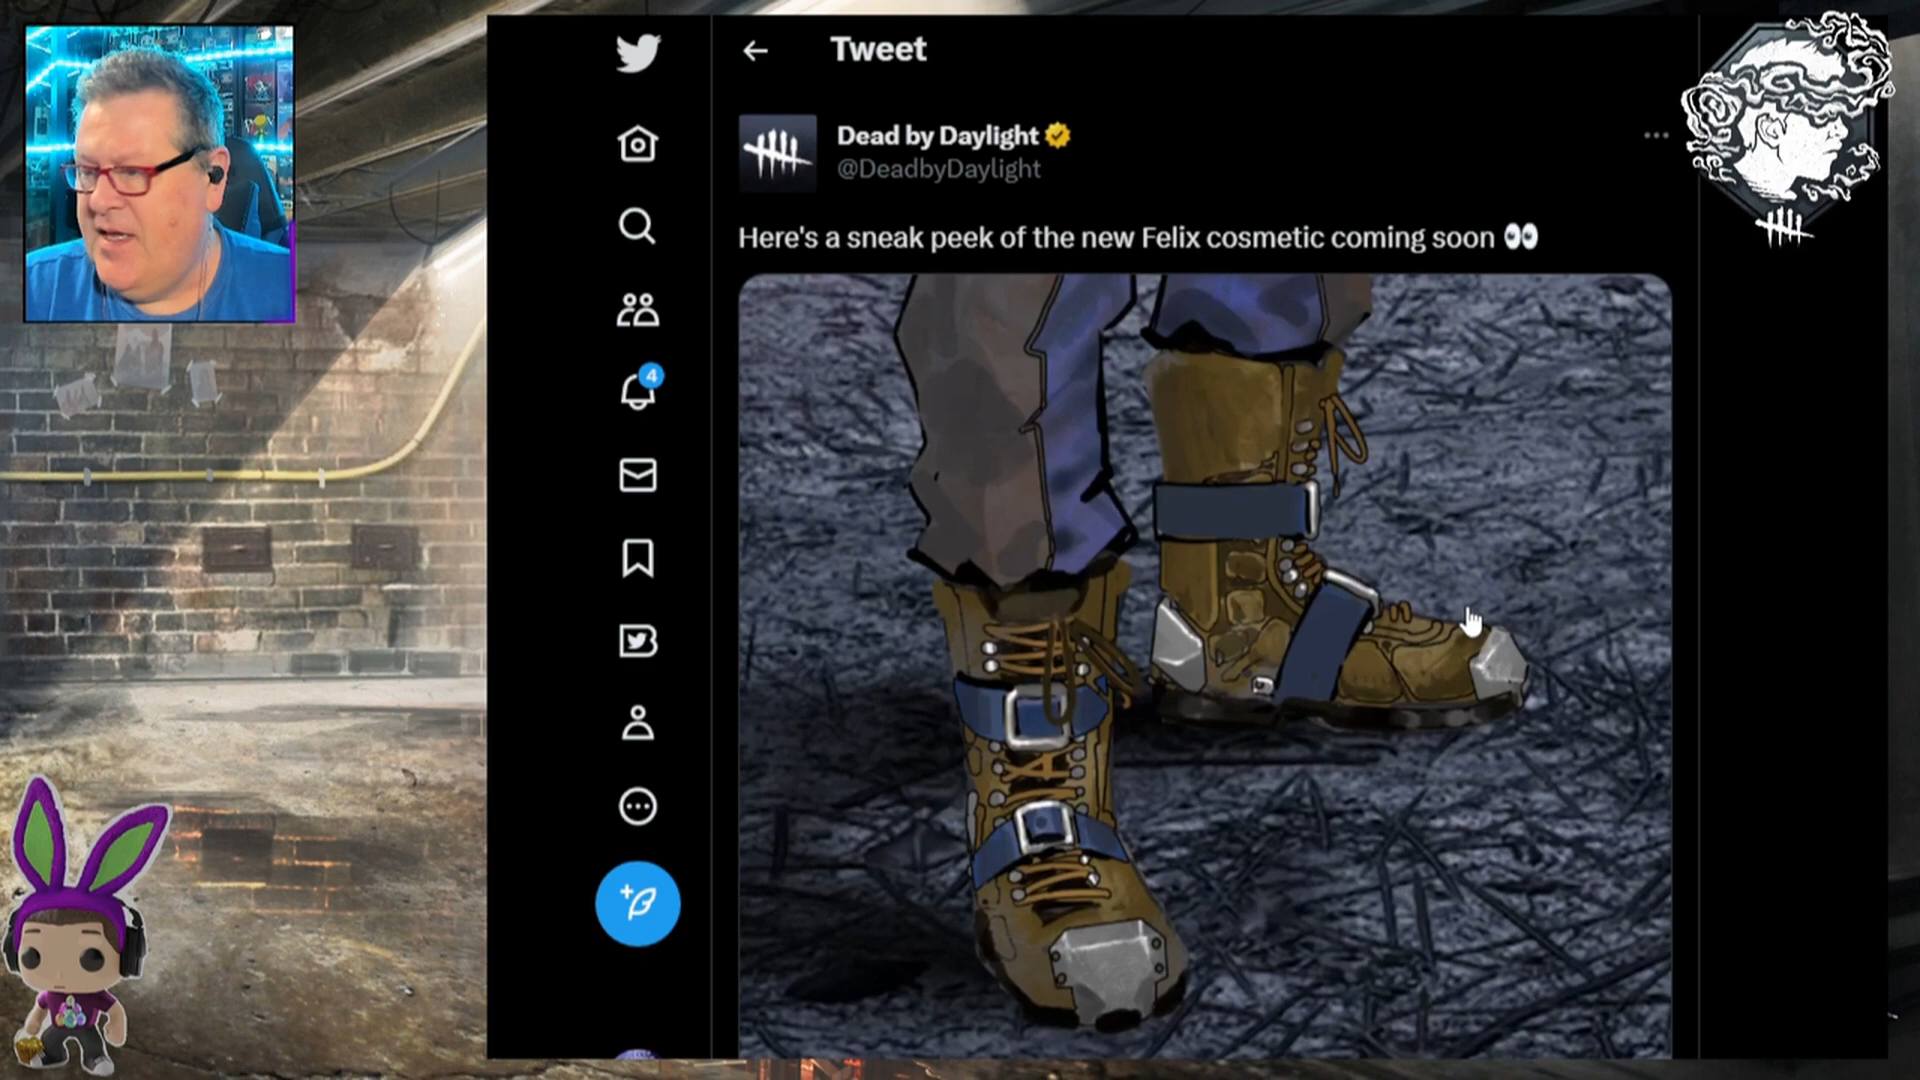 Tweet
Dead by Daylight
@DeadbyDaylight
Here's a sneak peek of the new Felix cosmetic coming soon 👀
4